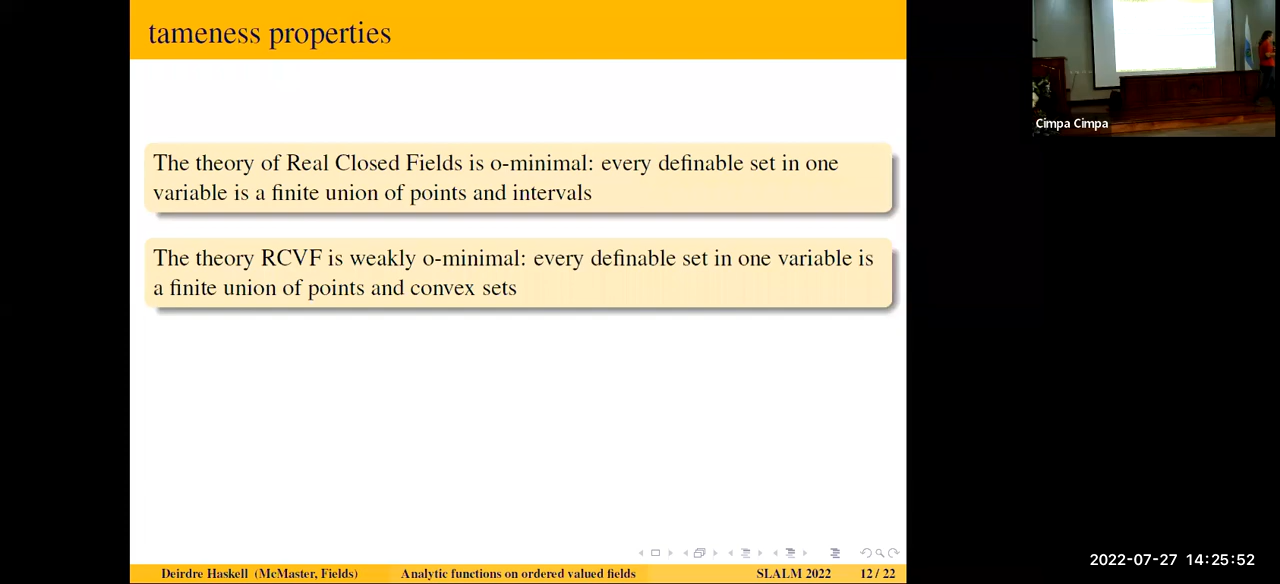 tameness properties
The theory of Real Closed Fields is o-minimal: every definable set in one
variable is a finite union of points and intervals
The theory RCVF is weakly o-minimal: every definable set in one variable is
a finite union of points and convex sets
Deirdre Haskell (McMaster, Fields) Analytic functions on ordered valued fields SLALM 2022 12 / 22
Cimpa Cimpa
2022-07-27 14:25:52